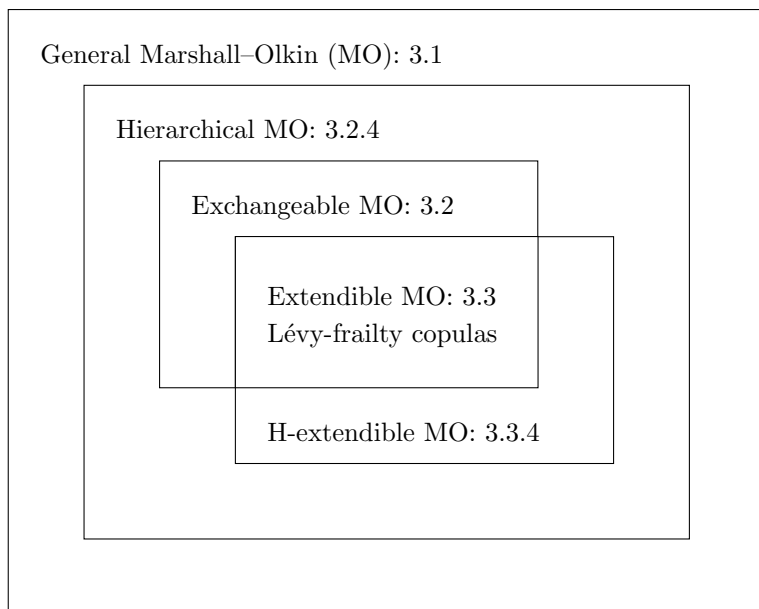 General Marshall–Olkin (MO): 3.1
Hierarchical MO: 3.2.4
Exchangeable MO: 3.2
Extendible MO: 3.3
Lévy-frailty copulas
H-extendible MO: 3.3.4